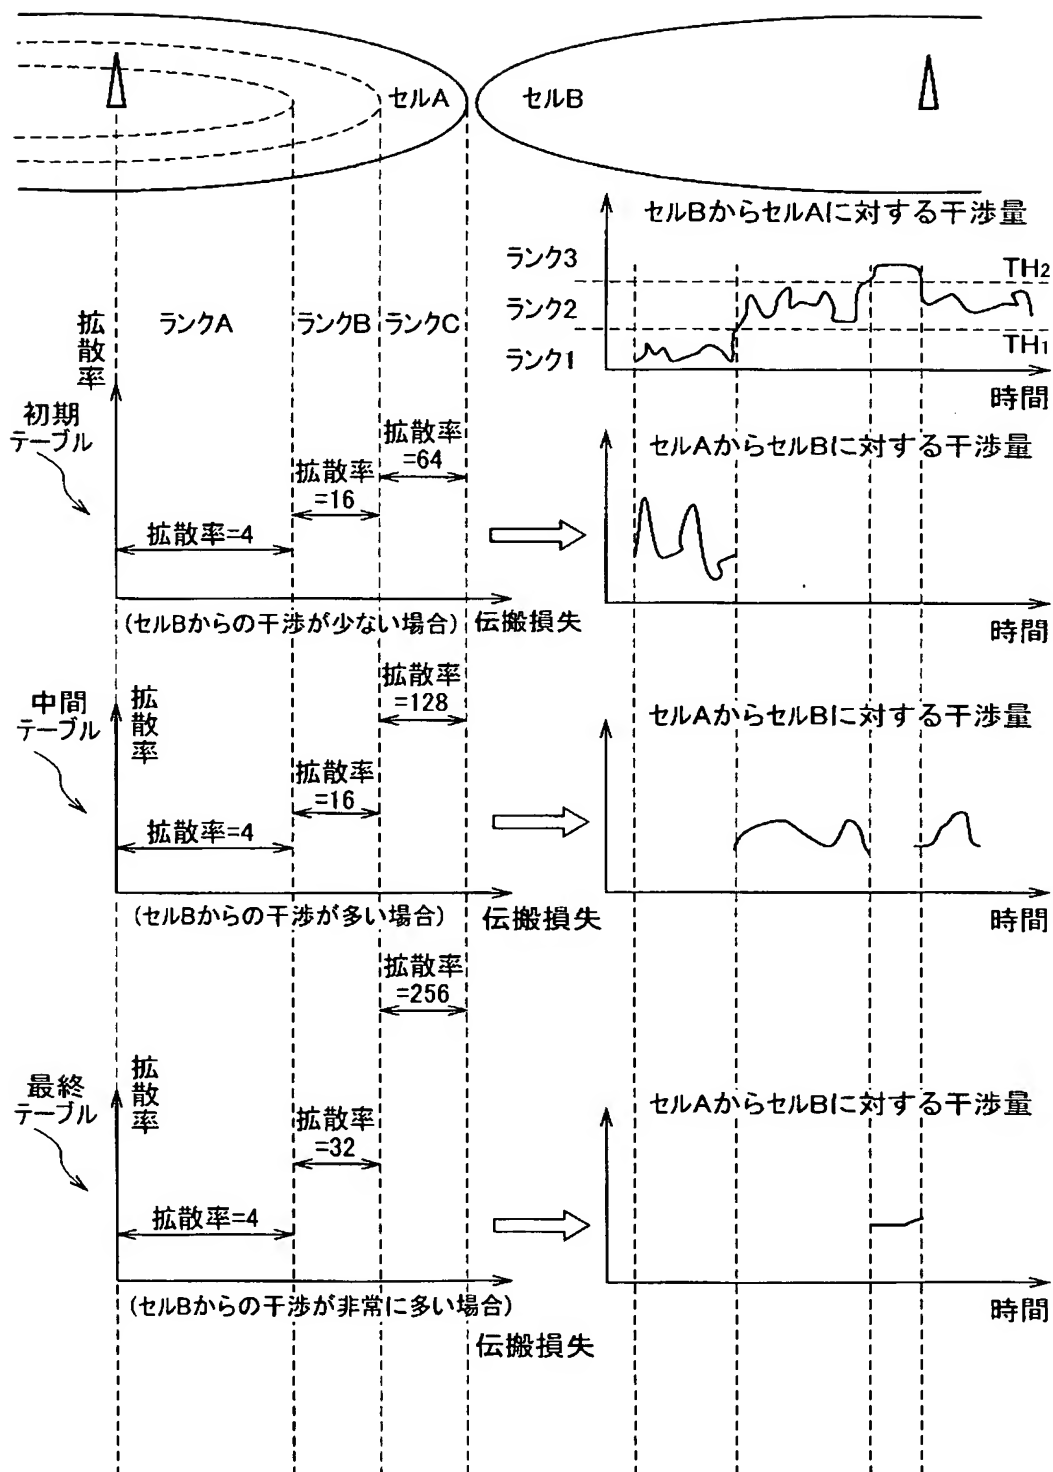 セルA
セルB
セルBからセルAに対する干渉量
ランク3
TH2
ランク2
TH1
ランク1
時間
拡散率
ランクA
ランクB
ランクC
初期
テーブル
拡散率
=64
拡散率
=16
拡散率=4
(セルBからの干渉が少ない場合)
伝搬損失
セルAからセルBに対する干渉量
時間
中間
テーブル
拡散率
拡散率
=128
拡散率
=16
拡散率=4
(セルBからの干渉が多い場合)
伝搬損失
セルAからセルBに対する干渉量
時間
拡散率
=256
最終
テーブル
拡散率
拡散率
=32
拡散率=4
(セルBからの干渉が非常に多い場合)
伝搬損失
セルAからセルBに対する干渉量
時間